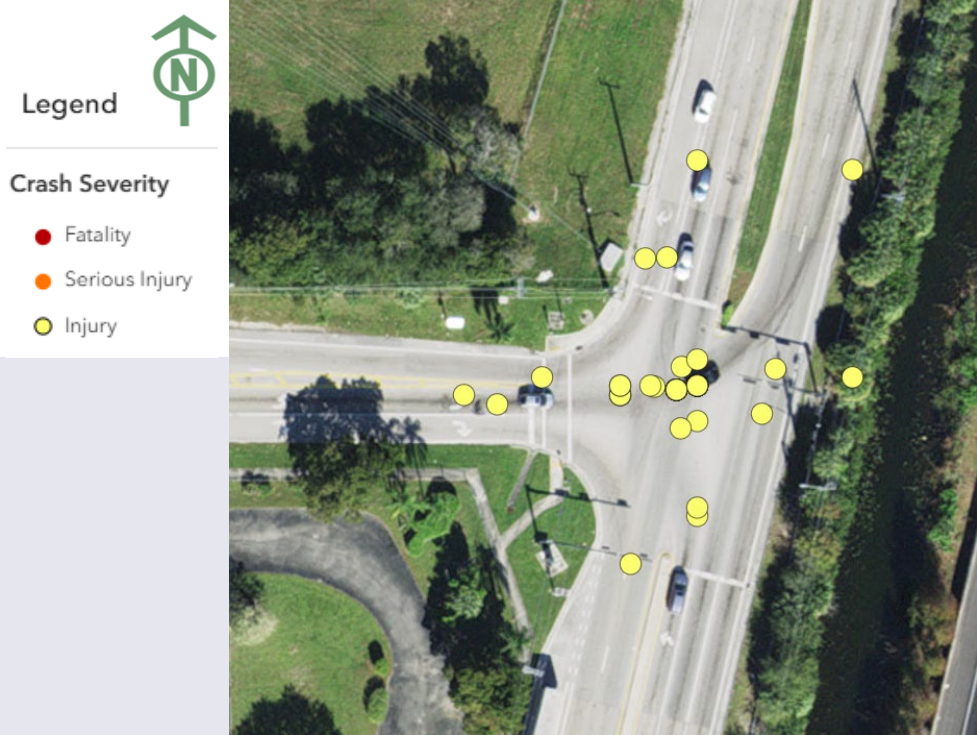 N
Legend
Crash Severity
Fatality
Serious Injury
Injury